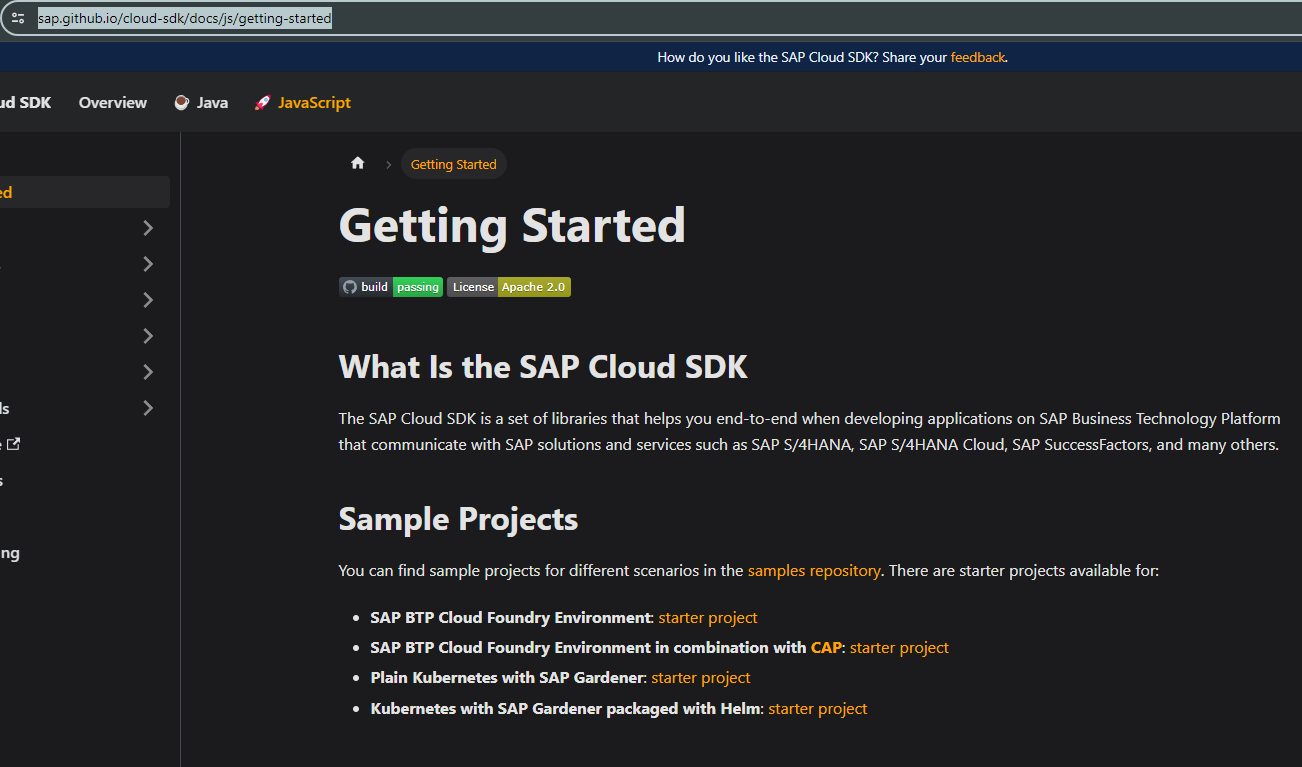 sap.github.io/cloud-sdk/docs/js/getting-started
How do you like the SAP Cloud SDK? Share your feedback.
SDK Overview Java JavaScript
Getting Started
Getting Started
build passing License Apache 2.0
What Is the SAP Cloud SDK
The SAP Cloud SDK is a set of libraries that helps you end-to-end when developing applications on SAP Business Technology Platform
that communicate with SAP solutions and services such as SAP S/4HANA, SAP S/4HANA Cloud, SAP SuccessFactors, and many others.
Sample Projects
You can find sample projects for different scenarios in the samples repository. There are starter projects available for:
SAP BTP Cloud Foundry Environment: starter project
SAP BTP Cloud Foundry Environment in combination with CAP: starter project
Plain Kubernetes with SAP Gardener: starter project
Kubernetes with SAP Gardener packaged with Helm: starter project